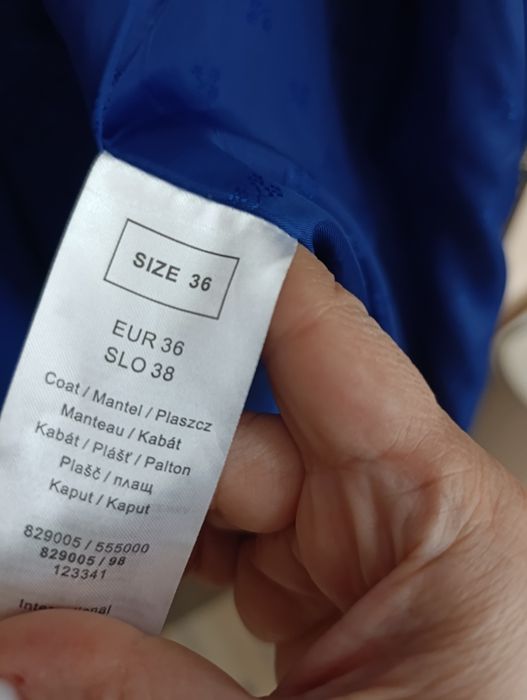 SIZE 36
EUR 36
SLO 38
Coat / Mantel / Plaszcz
Manteau / Kabát
Kabát / Plášť / Palton
Plašč / плащ
Kaput / Kaput
829005 / 555000
829005 / 98
123341